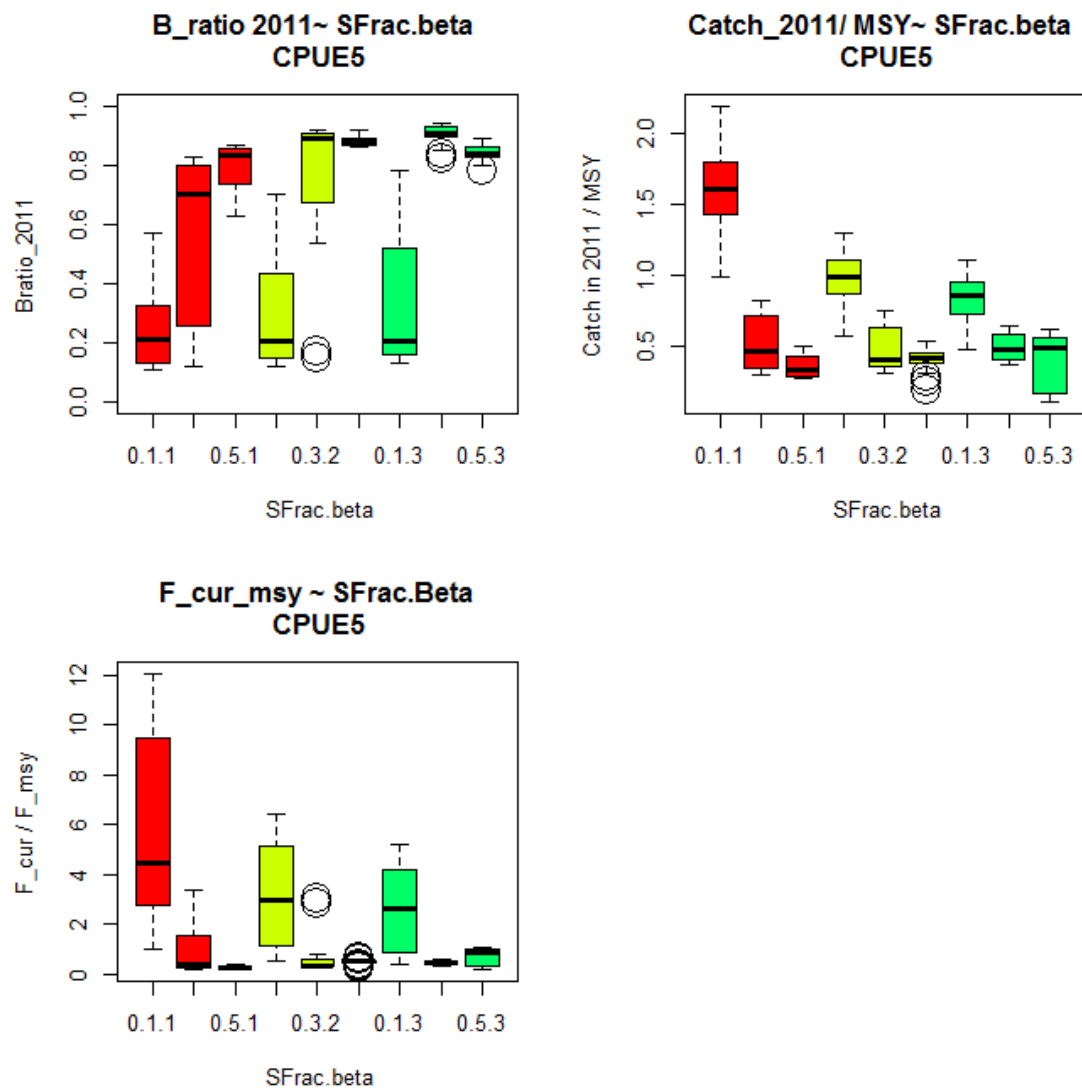 B_ratio 2011~ SFrac.beta
CPUE5
Bratio_2011
1.0
0.8
0.6
0.4
0.2
0.0
0.1.1 0.5.1 0.3.2 0.1.3 0.5.3
SFrac.beta
Catch_2011/ MSY~ SFrac.beta
CPUE5
Catch in 2011 / MSY
2.0
1.5
1.0
0.5
0.1.1 0.5.1 0.3.2 0.1.3 0.5.3
SFrac.beta
F_cur_msy ~ SFrac.Beta
CPUE5
F_cur / F_msy
12
10
8
6
4
2
0
0.1.1 0.5.1 0.3.2 0.1.3 0.5.3
SFrac.beta